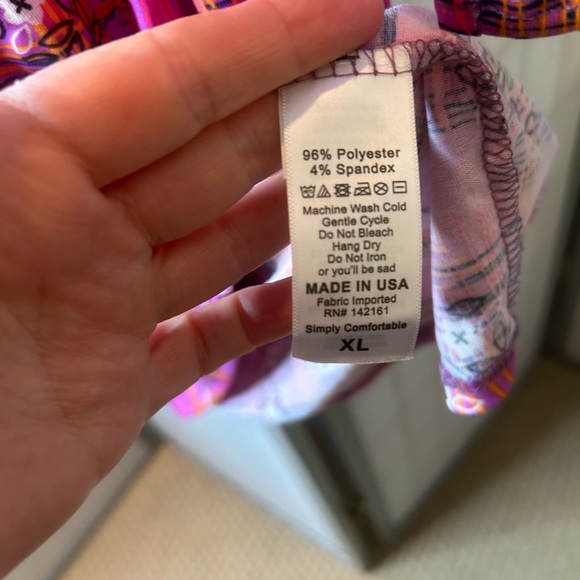 96% Polyester
4% Spandex
Machine Wash Cold
Gentle Cycle
Do Not Bleach
Hang Dry
Do Not Iron
or you'll be sad
MADE IN USA
Fabric Imported
RN# 142161
Simply Comfortable
XL